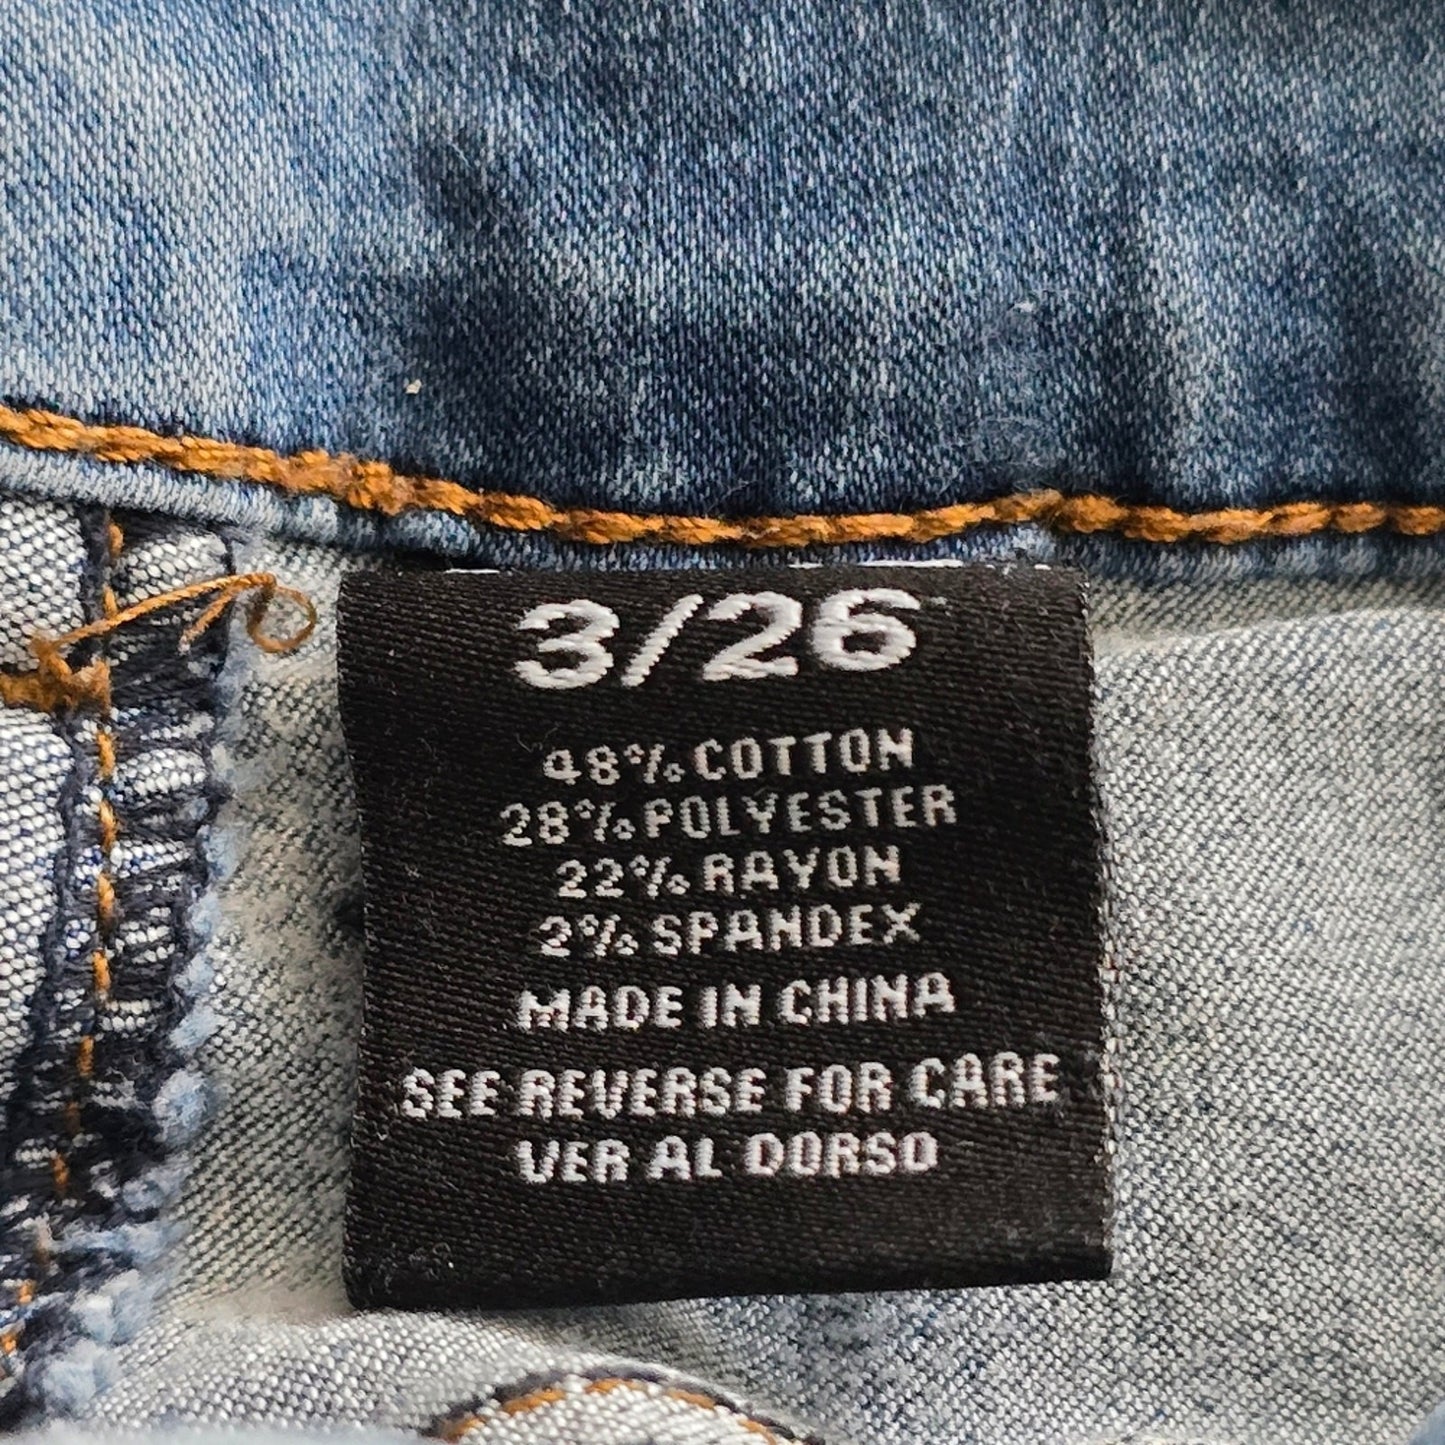 3/26
48% COTTON
28% POLYESTER
22% RAYON
2% SPANDEX
MADE IN CHINA
SEE REVERSE FOR CARE
VER AL DORSO